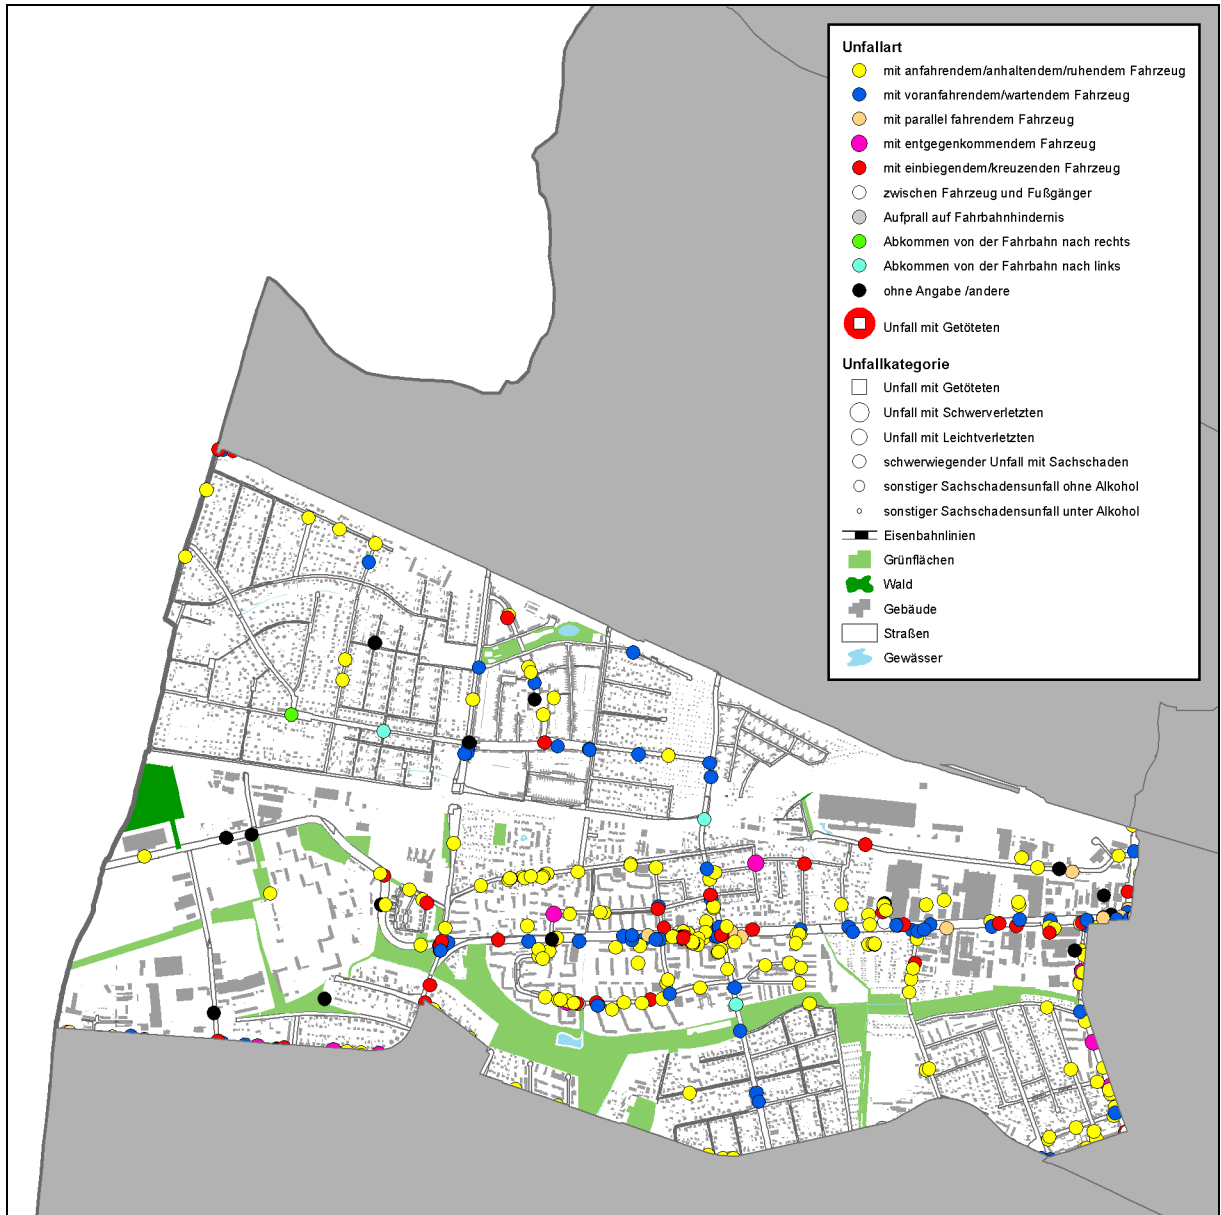 Unfallart
mit anfahrendem/anhaltendem/ruhendem Fahrzeug
mit voranfahrendem/wartendem Fahrzeug
mit parallel fahrendem Fahrzeug
mit entgegenkommendem Fahrzeug
mit einbiegendem/kreuzenden Fahrzeug
zwischen Fahrzeug und Fußgänger
Aufprall auf Fahrbahnhindernis
Abkommen von der Fahrbahn nach rechts
Abkommen von der Fahrbahn nach links
ohne Angabe /andere
Unfall mit Getöteten
Unfallkategorie
Unfall mit Getöteten
Unfall mit Schwerverletzten
Unfall mit Leichtverletzten
schwerwiegender Unfall mit Sachschaden
sonstiger Sachschadensunfall ohne Alkohol
sonstiger Sachschadensunfall unter Alkohol
Eisenbahnlinien
Grünflächen
Wald
Gebäude
Straßen
Gewässer